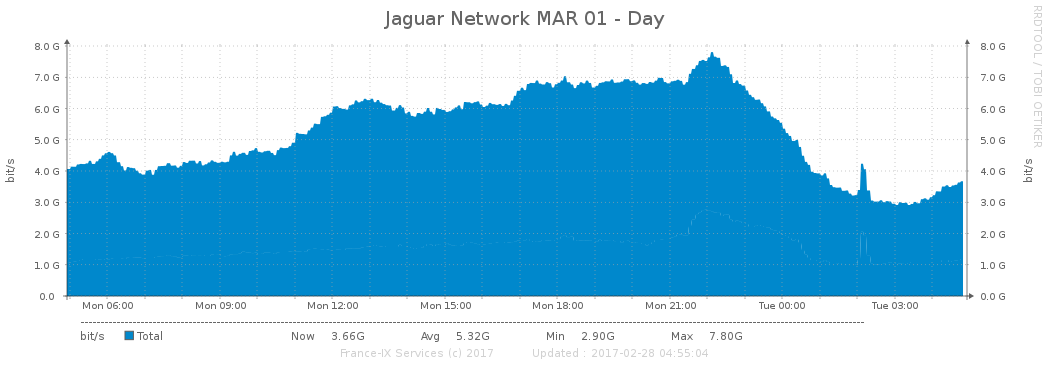 Jaguar Network MAR 01 - Day
RRDTOOL / TOBI OETIKER
bit/s
8.0 G
7.0 G
6.0 G
5.0 G
4.0 G
3.0 G
2.0 G
1.0 G
0.0
8.0 G
7.0 G
6.0 G
5.0 G
4.0 G
3.0 G
2.0 G
1.0 G
0.0 G
bit/s
Mon 06:00 Mon 09:00 Mon 12:00 Mon 15:00 Mon 18:00 Mon 21:00 Tue 00:00 Tue 03:00
bit/s Total Now 3.66G Avg 5.32G Min 2.90G Max 7.80G
France-IX Services (c) 2017 Updated : 2017-02-28 04:55:04